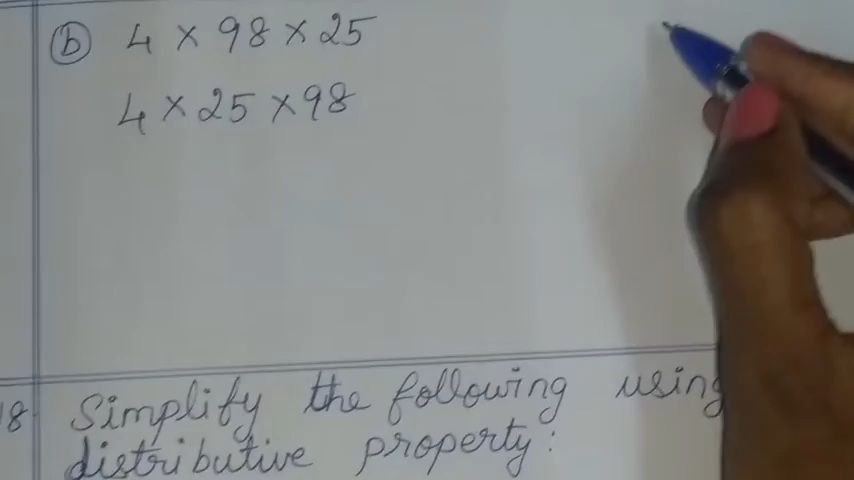 b 4 × 98 × 25
4 × 25 × 98
18. Simplify the following using
distributive property: